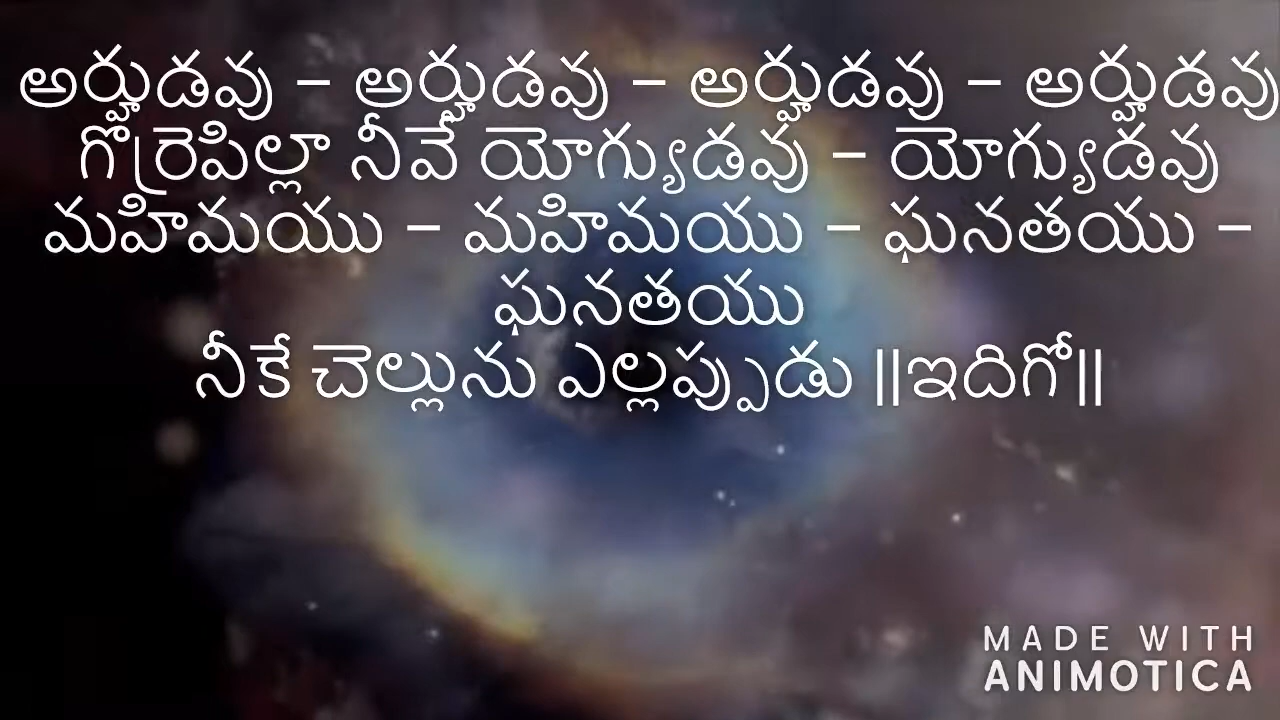 అర్హుడవు – అర్హుడవు – అర్హుడవు – అర్హుడవు
గొర్రెపిల్లా నీవే యోగ్యుడవు – యోగ్యుడవు
మహిమయు – మహిమయు – ఘనతయు –
ఘనతయు
నీకే చెల్లును ఎల్లప్పుడు ||ఇదిగో||
MADE WITH
ANIMOTICA